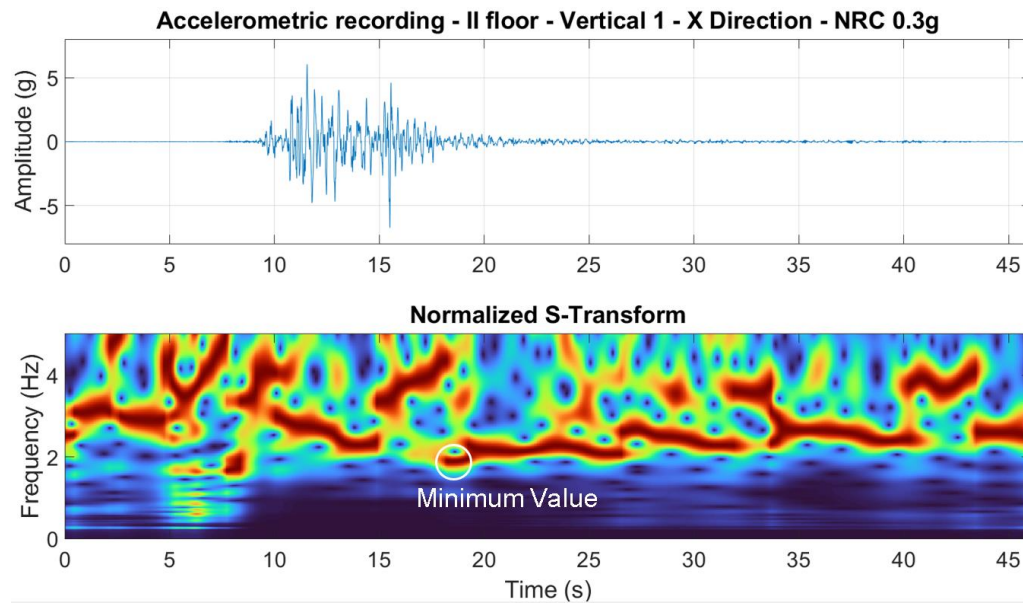 Accelerometric recording - II floor - Vertical 1 - X Direction - NRC 0.3g
Amplitude (g)
5
0
-5
0 5 10 15 20 25 30 35 40 45
Normalized S-Transform
Frequency (Hz)
4
2
0
Minimum Value
0 5 10 15 20 25 30 35 40 45
Time (s)